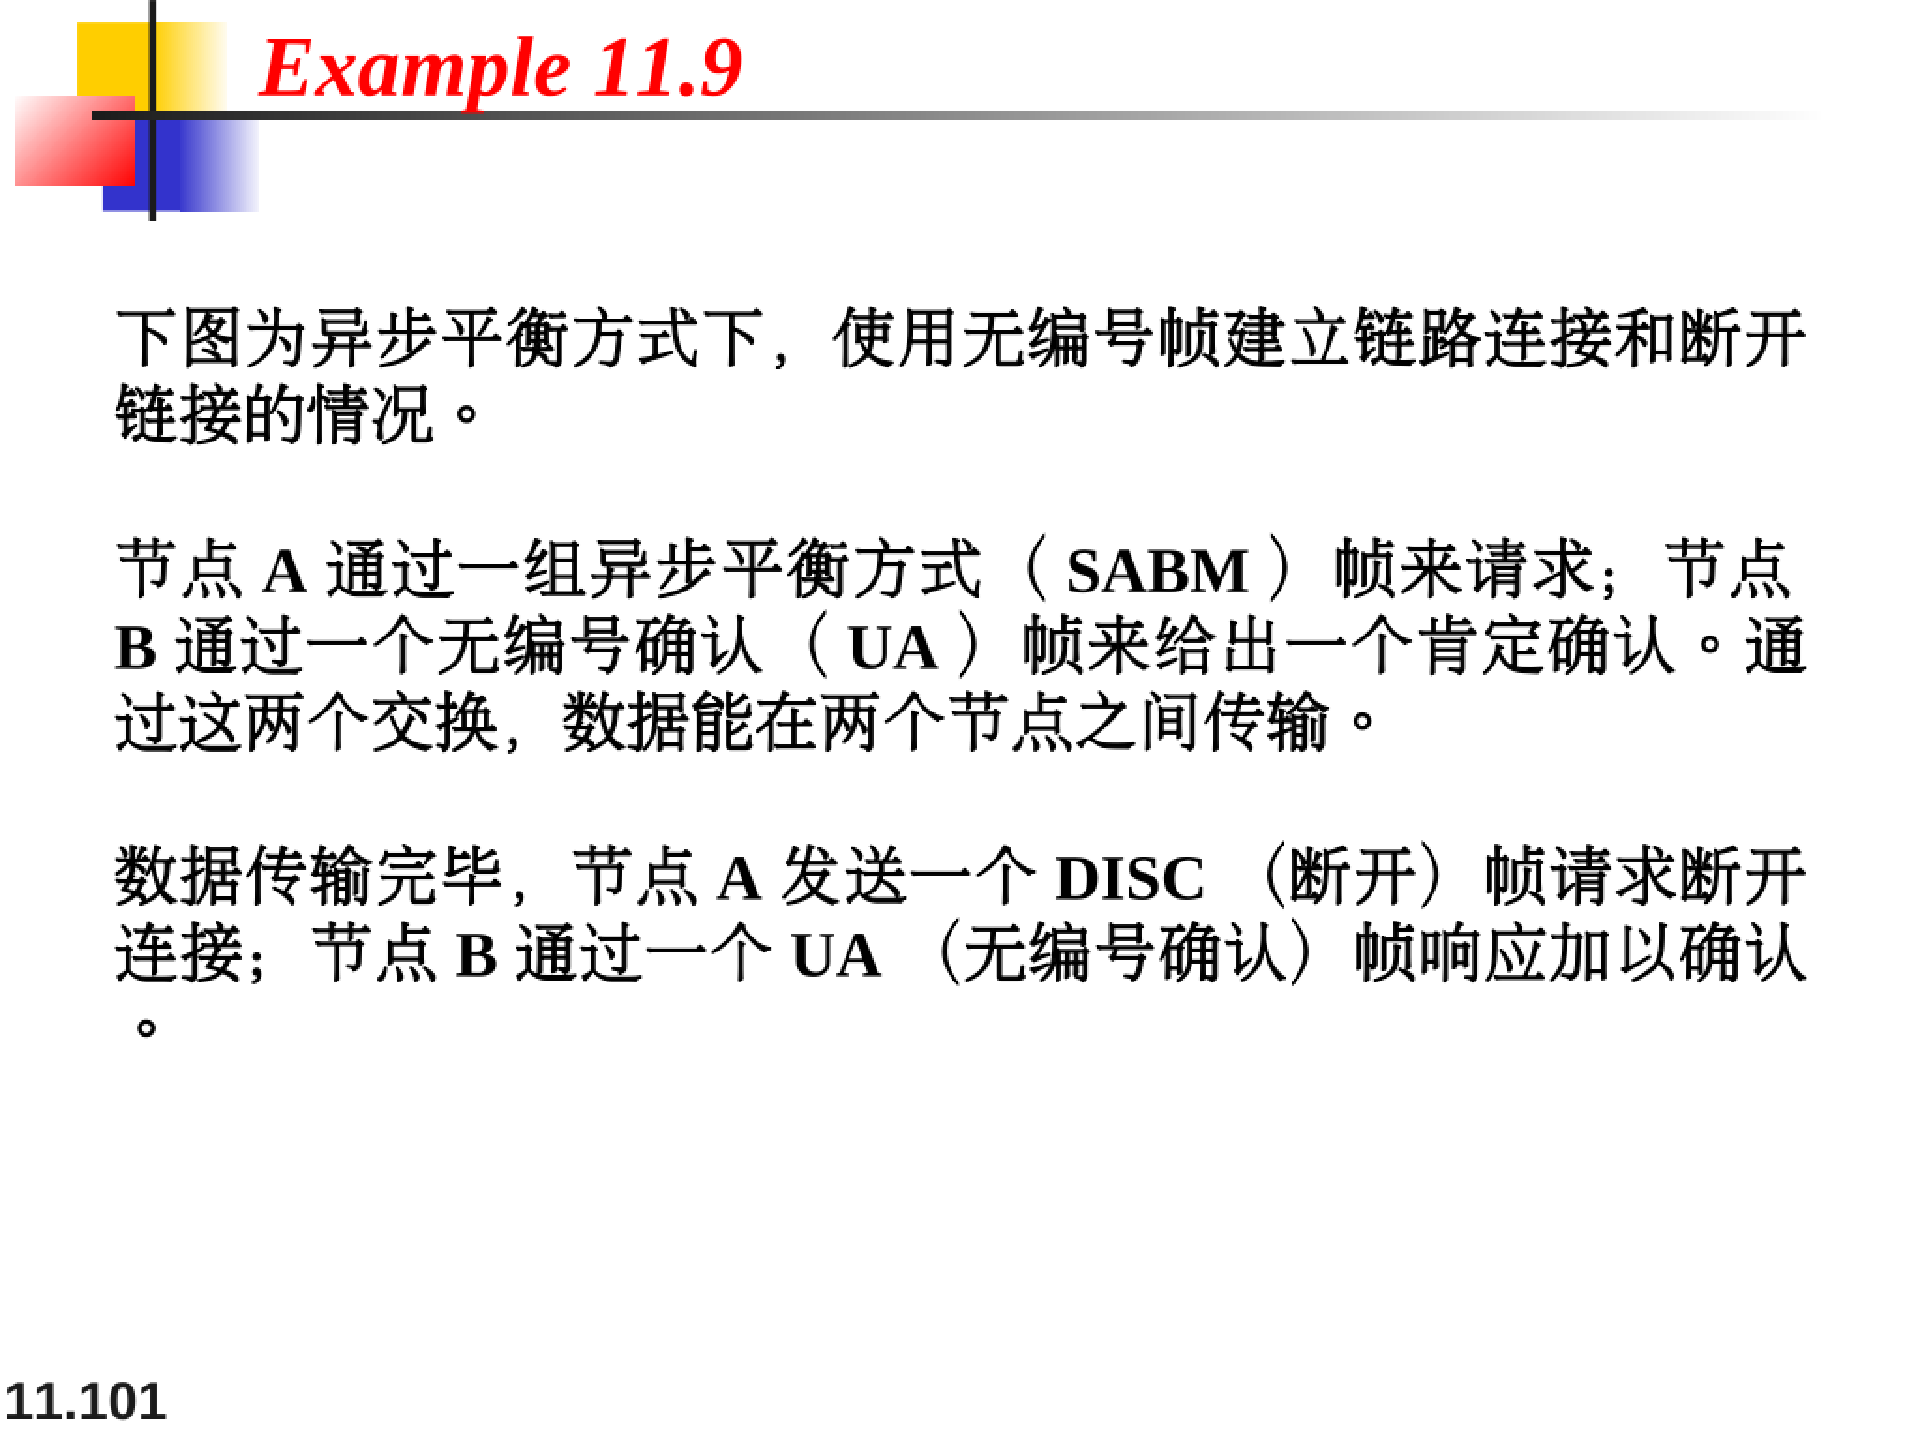 Example 11.9
下图为异步平衡方式下，使用无编号帧建立链路连接和断开
链接的情况。
节点 A 通过一组异步平衡方式（ SABM ）帧来请求；节点
B 通过一个无编号确认（ UA ）帧来给出一个肯定确认。通
过这两个交换，数据能在两个节点之间传输。
数据传输完毕，节点 A 发送一个 DISC （断开）帧请求断开
连接；节点 B 通过一个 UA （无编号确认）帧响应加以确认
。
11.101